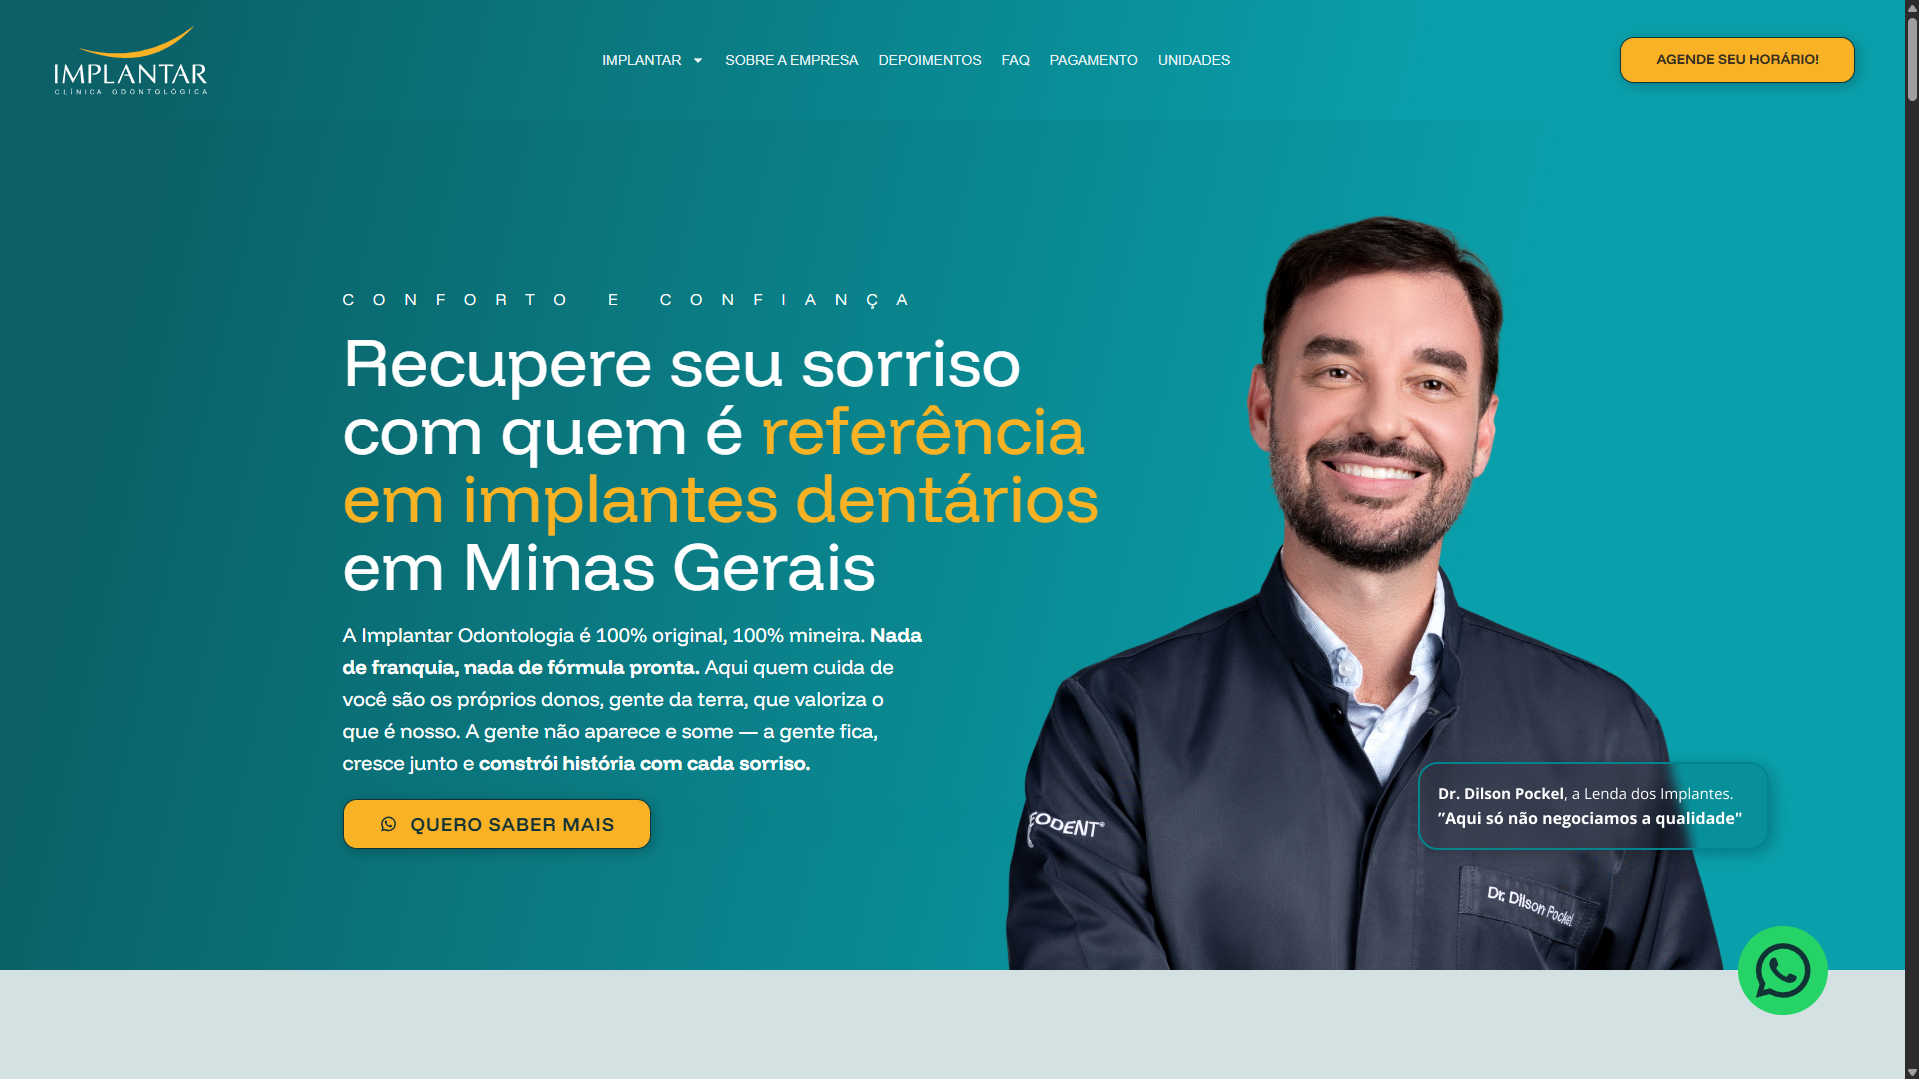 IMPLANTAR
CLÍNICA ODONTOLÓGICA
IMPLANTAR
SOBRE A EMPRESA
DEPOIMENTOS
FAQ
PAGAMENTO
UNIDADES
AGENDE SEU HORÁRIO!
CONFORTO E CONFIANÇA
Recupere seu sorriso
com quem é referência
em implantes dentários
em Minas Gerais
A Implantar Odontologia é 100% original, 100% mineira. Nada
de franquia, nada de fórmula pronta. Aqui quem cuida de
você são os próprios donos, gente da terra, que valoriza o
que é nosso. A gente não aparece e some — a gente fica,
cresce junto e constrói história com cada sorriso.
QUERO SABER MAIS
EODENT®
Dr. Dilson Pockel, a Lenda dos Implantes.
"Aqui só não negociamos a qualidade"
Dr. Dilson Pockel